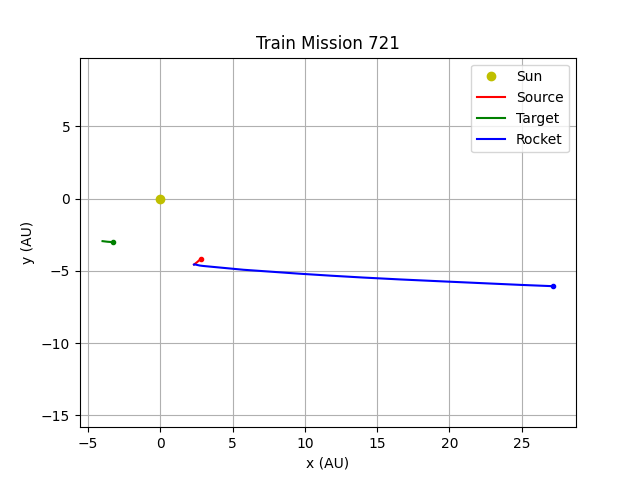 Train Mission 721
Sun
Source
Target
Rocket
5
0
−5
−10
−15
y (AU)
−5
0
5
10
15
20
25
x (AU)